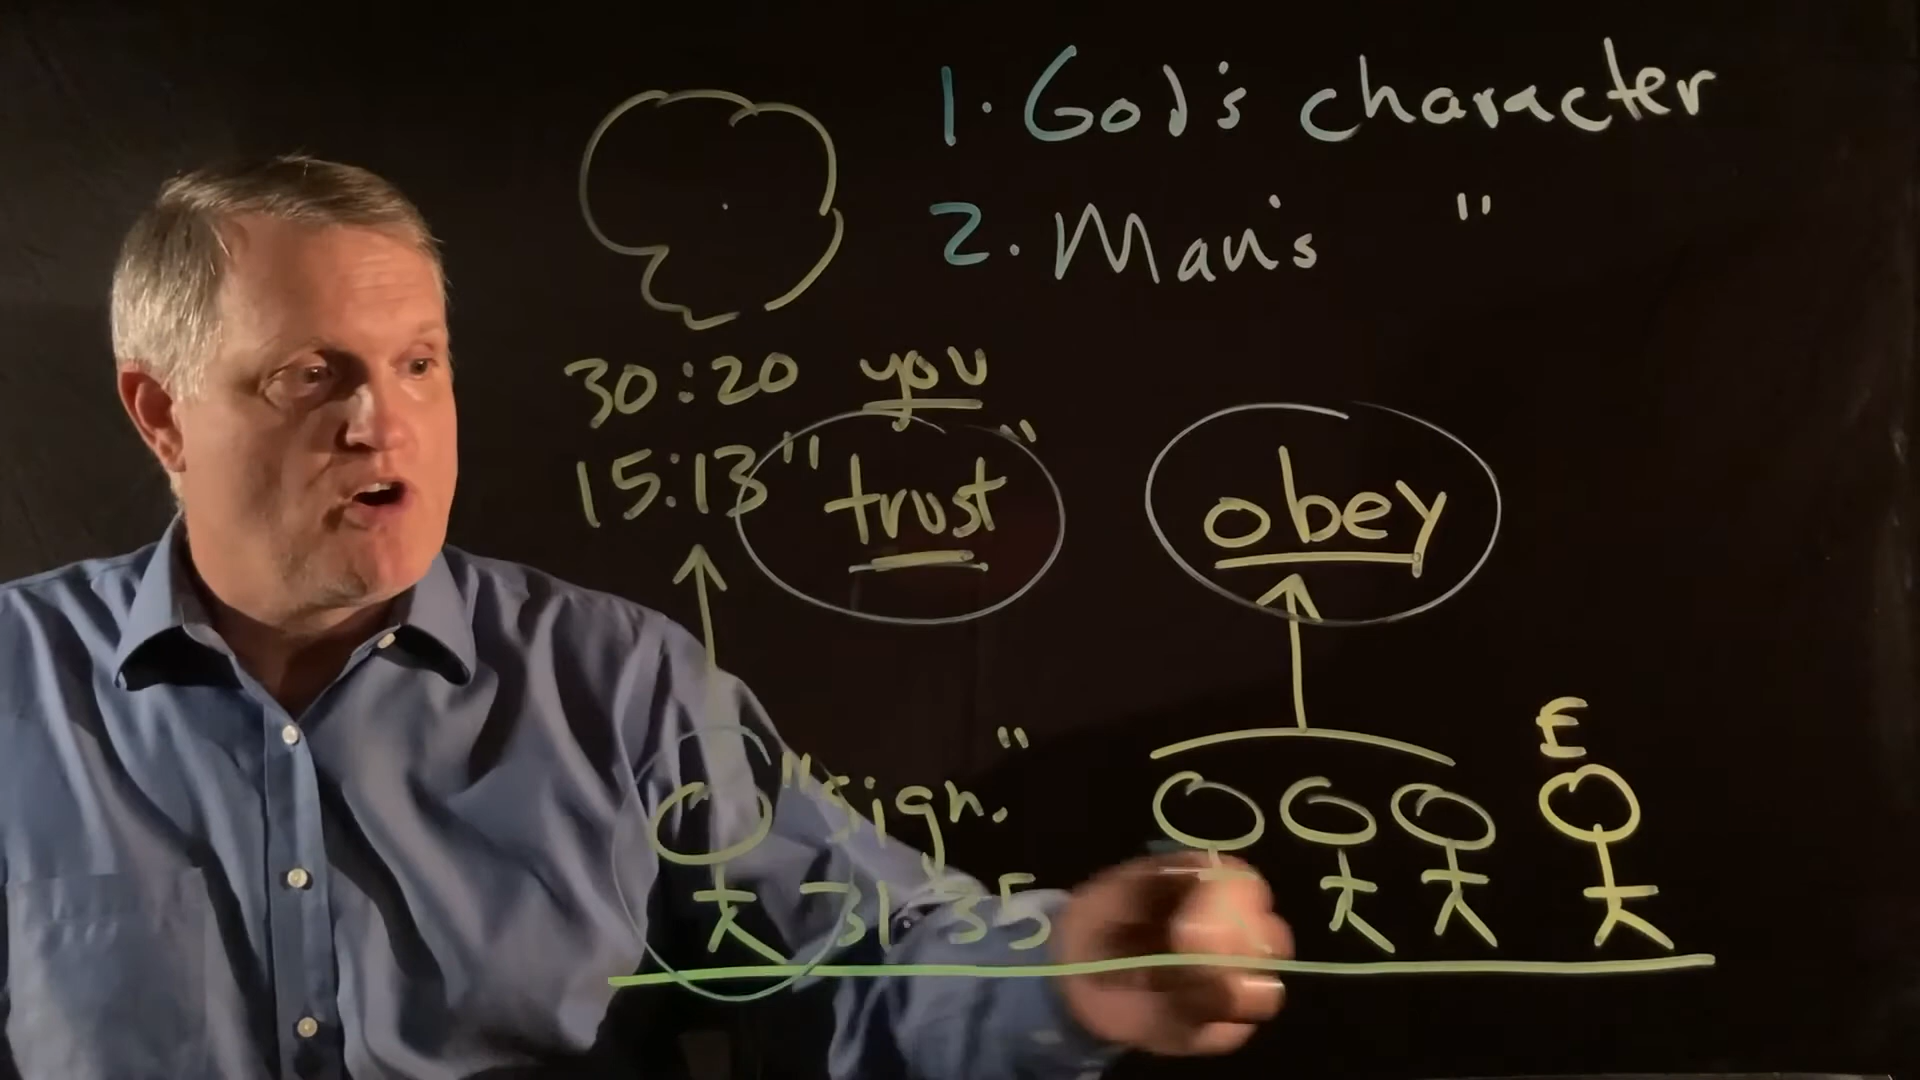 1. God's character
2. Man's "
30:20 you
15:13 "trust"
obey
E
"sign."
31:35